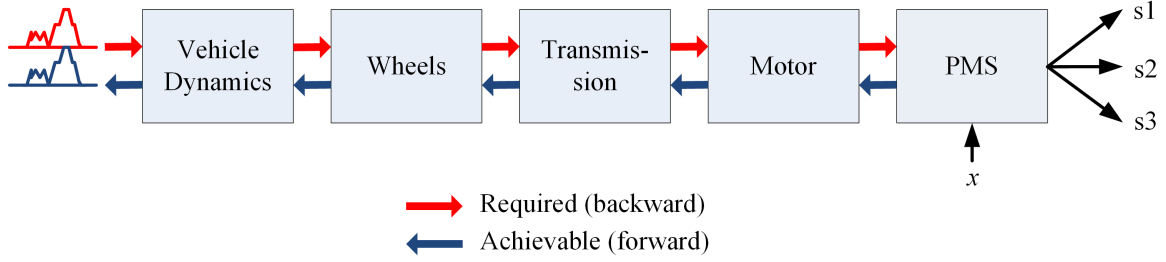 Vehicle
Dynamics
Wheels
Transmis-
sion
Motor
PMS
s1
s2
s3
x
Required (backward)
Achievable (forward)